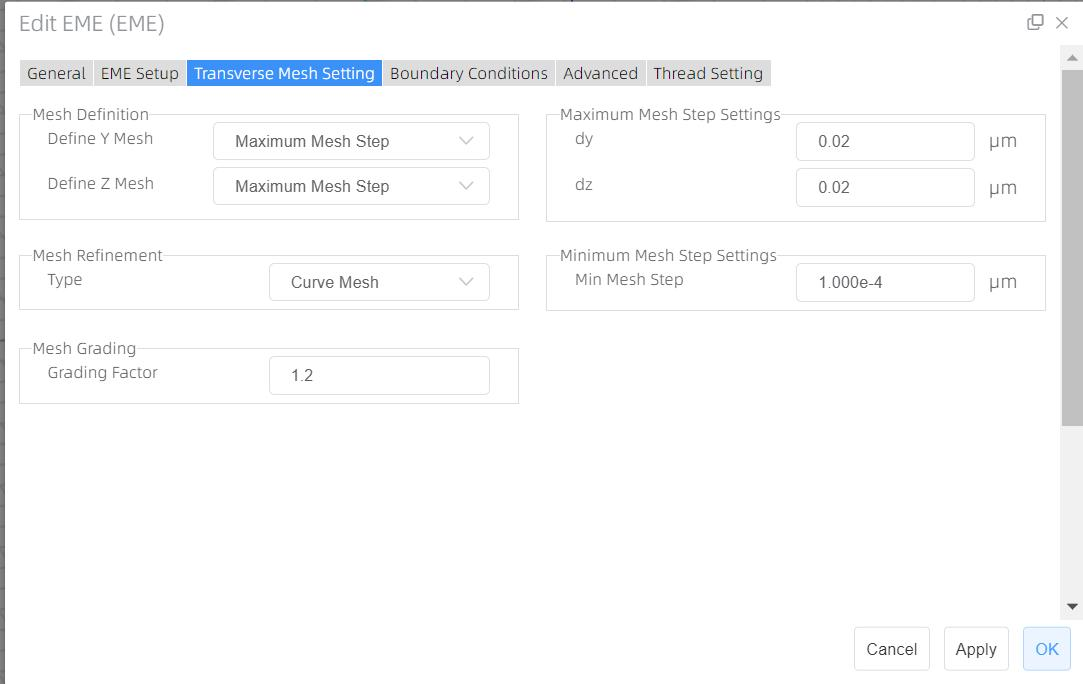 Edit EME (EME)
General EME Setup Transverse Mesh Setting Boundary Conditions Advanced Thread Setting
Mesh Definition
Define Y Mesh Maximum Mesh Step
Define Z Mesh Maximum Mesh Step
Maximum Mesh Step Settings
dy 0.02 μm
dz 0.02 μm
Mesh Refinement
Type Curve Mesh
Minimum Mesh Step Settings
Min Mesh Step 1.000e-4 μm
Mesh Grading
Grading Factor 1.2
Cancel Apply OK